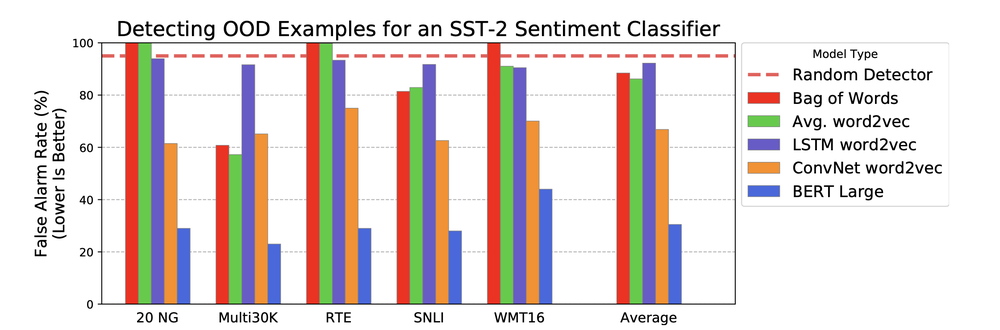 Detecting OOD Examples for an SST-2 Sentiment Classifier
False Alarm Rate (%)
(Lower Is Better)
100
80
60
40
20
0
20 NG
Multi30K
RTE
SNLI
WMT16
Average
Model Type
Random Detector
Bag of Words
Avg. word2vec
LSTM word2vec
ConvNet word2vec
BERT Large